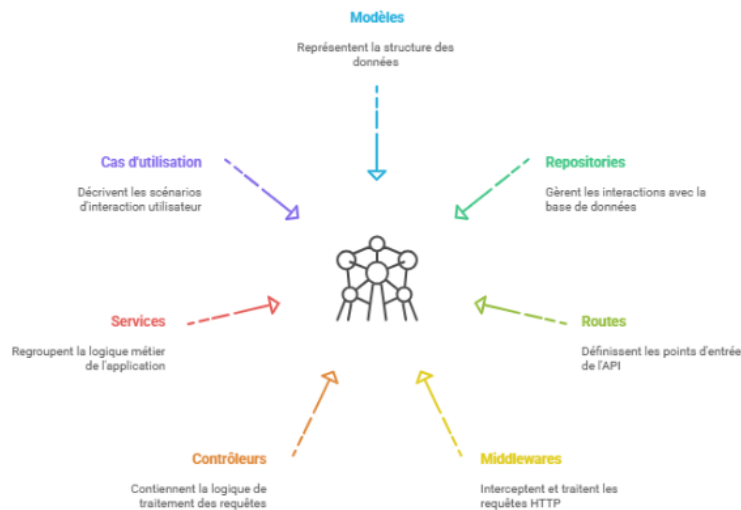 Modèles
Représentent la structure des
données
Cas d'utilisation
Décrivent les scénarios
d'interaction utilisateur
Repositories
Gèrent les interactions avec la
base de données
Services
Regroupent la logique métier
de l'application
Routes
Définissent les points d'entrée
de l'API
Contrôleurs
Contiennent la logique de
traitement des requêtes
Middlewares
Interceptent et traitent les
requêtes HTTP